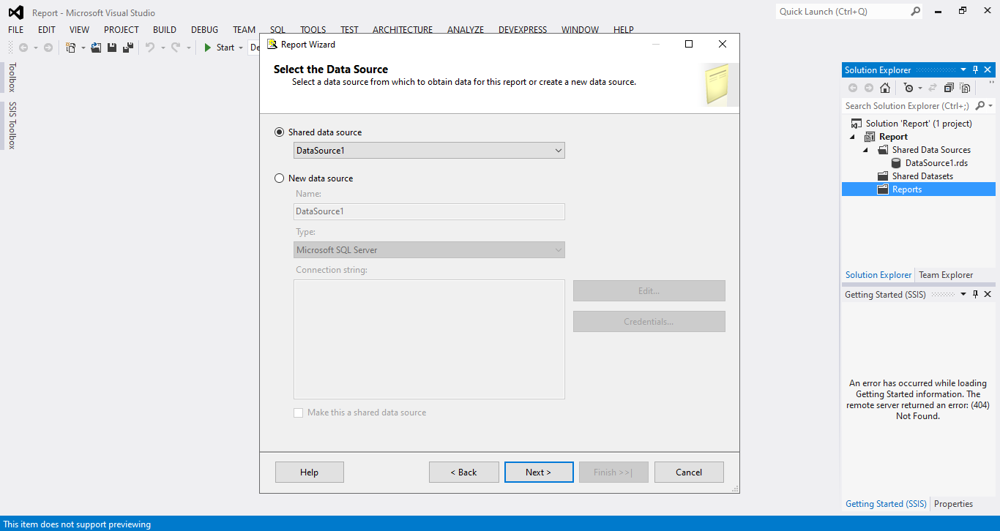 Report - Microsoft Visual Studio
Quick Launch (Ctrl+Q)
FILE EDIT VIEW PROJECT BUILD DEBUG TEAM SQL TOOLS TEST ARCHITECTURE ANALYZE DEVEXPRESS WINDOW HELP
Start
De
Toolbox
SSIS Toolbox
Report Wizard
Select the Data Source
Select a data source from which to obtain data for this report or create a new data source.
Shared data source
DataSource1
New data source
Name:
DataSource1
Type:
Microsoft SQL Server
Connection string:
Edit...
Credentials...
Make this a shared data source
Help
< Back
Next >
Finish >>|
Cancel
Solution Explorer
Search Solution Explorer (Ctrl+;)
Solution 'Report' (1 project)
Report
Shared Data Sources
DataSource1.rds
Shared Datasets
Reports
Solution Explorer
Team Explorer
Getting Started (SSIS)
An error has occurred while loading
Getting Started information. The
remote server returned an error: (404)
Not Found.
Getting Started (SSIS)
Properties
This item does not support previewing